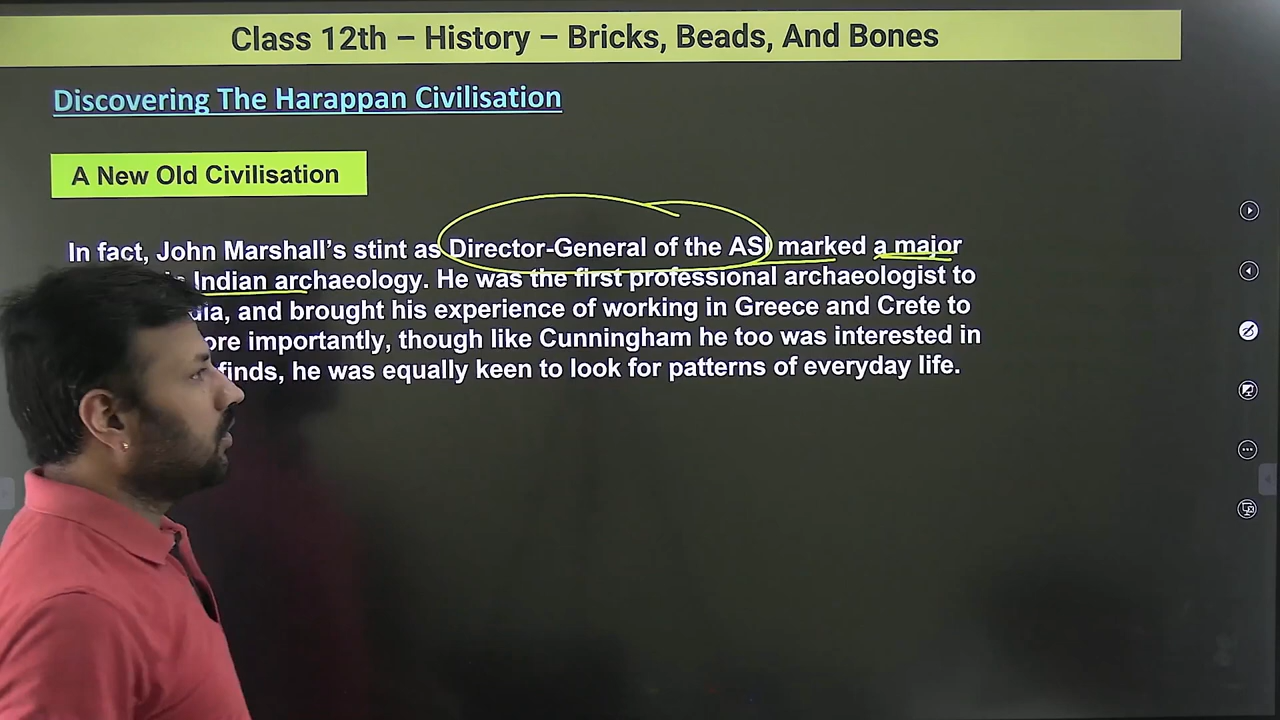 Class 12th – History – Bricks, Beads, And Bones
Discovering The Harappan Civilisation
A New Old Civilisation
In fact, John Marshall’s stint as Director-General of the ASI marked a major
Indian archaeology. He was the first professional archaeologist to
and brought his experience of working in Greece and Crete to
importantly, though like Cunningham he too was interested in
finds, he was equally keen to look for patterns of everyday life.